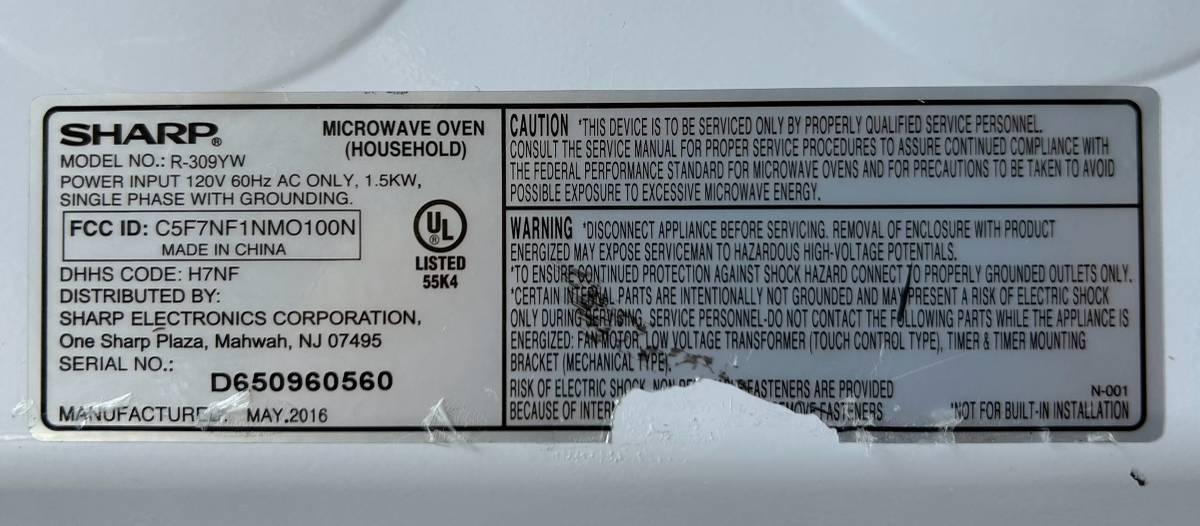 SHARP®
MICROWAVE OVEN
(HOUSEHOLD)
MODEL NO.: R-309YW
POWER INPUT 120V 60Hz AC ONLY, 1.5KW,
SINGLE PHASE WITH GROUNDING.
FCC ID: C5F7NF1NMO100N
MADE IN CHINA
UL®
LISTED
55K4
DHHS CODE: H7NF
DISTRIBUTED BY:
SHARP ELECTRONICS CORPORATION,
One Sharp Plaza, Mahwah, NJ 07495
SERIAL NO.:
D650960560
MANUFACTURED: MAY.2016
CAUTION *THIS DEVICE IS TO BE SERVICED ONLY BY PROPERLY QUALIFIED SERVICE PERSONNEL.
CONSULT THE SERVICE MANUAL FOR PROPER SERVICE PROCEDURES TO ASSURE CONTINUED COMPLIANCE WITH
THE FEDERAL PERFORMANCE STANDARD FOR MICROWAVE OVENS AND FOR PRECAUTIONS TO BE TAKEN TO AVOID
POSSIBLE EXPOSURE TO EXCESSIVE MICROWAVE ENERGY.
WARNING *DISCONNECT APPLIANCE BEFORE SERVICING. REMOVAL OF ENCLOSURE WITH PRODUCT
ENERGIZED MAY EXPOSE SERVICEMAN TO HAZARDOUS HIGH-VOLTAGE POTENTIALS.
*TO ENSURE CONTINUED PROTECTION AGAINST SHOCK HAZARD CONNECT TO PROPERLY GROUNDED OUTLETS ONLY.
*CERTAIN INTERNAL PARTS ARE INTENTIONALLY NOT GROUNDED AND MAY PRESENT A RISK OF ELECTRIC SHOCK
ONLY DURING SERVISING. SERVICE PERSONNEL-DO NOT CONTACT THE FOLLOWING PARTS WHILE THE APPLIANCE IS
ENERGIZED: FAN MOTOR, LOW VOLTAGE TRANSFORMER (TOUCH CONTROL TYPE), TIMER & TIMER MOUNTING
BRACKET (MECHANICAL TYPE).
RISK OF ELECTRIC SHOCK, NON FASTENERS ARE PROVIDED
BECAUSE OF FASTENERS
N-001
*NOT FOR BUILT-IN INSTALLATION